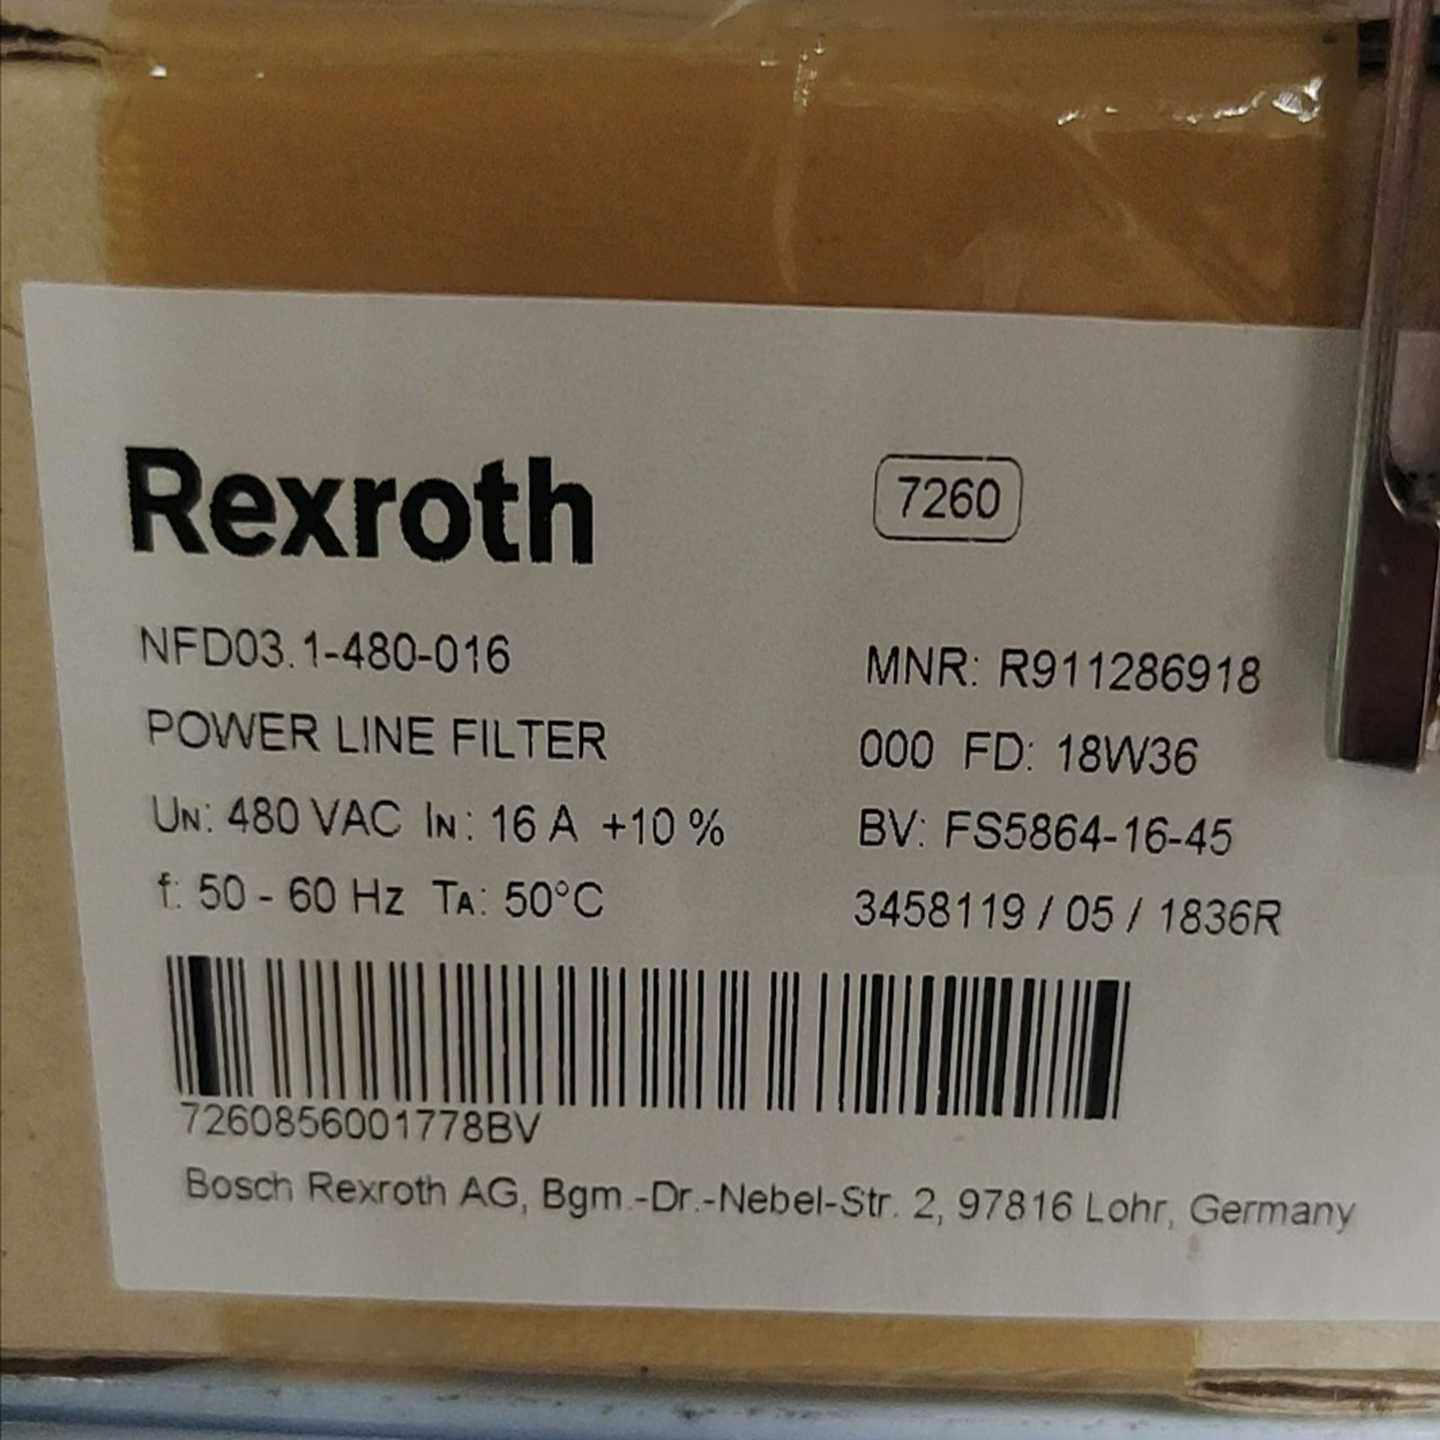 Rexroth
7260
NFD03.1-480-016
POWER LINE FILTER
UN: 480 VAC IN: 16 A +10 %
f: 50 - 60 Hz TA: 50°C
MNR: R911286918
000 FD: 18W36
BV: FS5864-16-45
3458119 / 05 / 1836R
7260856001778BV
Bosch Rexroth AG, Bgm.-Dr.-Nebel-Str. 2, 97816 Lohr, Germany